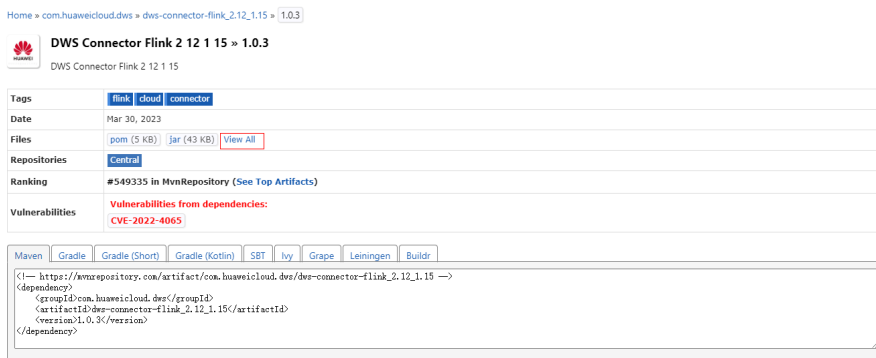 Home » com.huaweicloud.dws » dws-connector-flink_2.12_1.15 » 1.0.3
HUAWEI
DWS Connector Flink 2 12 1 15 » 1.0.3
DWS Connector Flink 2 12 1 15
Tags flink cloud connector
Date Mar 30, 2023
Files pom (5 KB) jar (43 KB) View All
Repositories Central
Ranking #549335 in MvnRepository (See Top Artifacts)
Vulnerabilities Vulnerabilities from dependencies:
CVE-2022-4065
Maven Gradle Gradle (Short) Gradle (Kotlin) SBT Ivy Grape Leiningen Buildr
<!-- https://mvnrepository.com/artifact/com.huaweicloud.dws/dws-connector-flink_2.12_1.15 -->
<dependency>
    <groupId>com.huaweicloud.dws</groupId>
    <artifactId>dws-connector-flink_2.12_1.15</artifactId>
    <version>1.0.3</version>
</dependency>